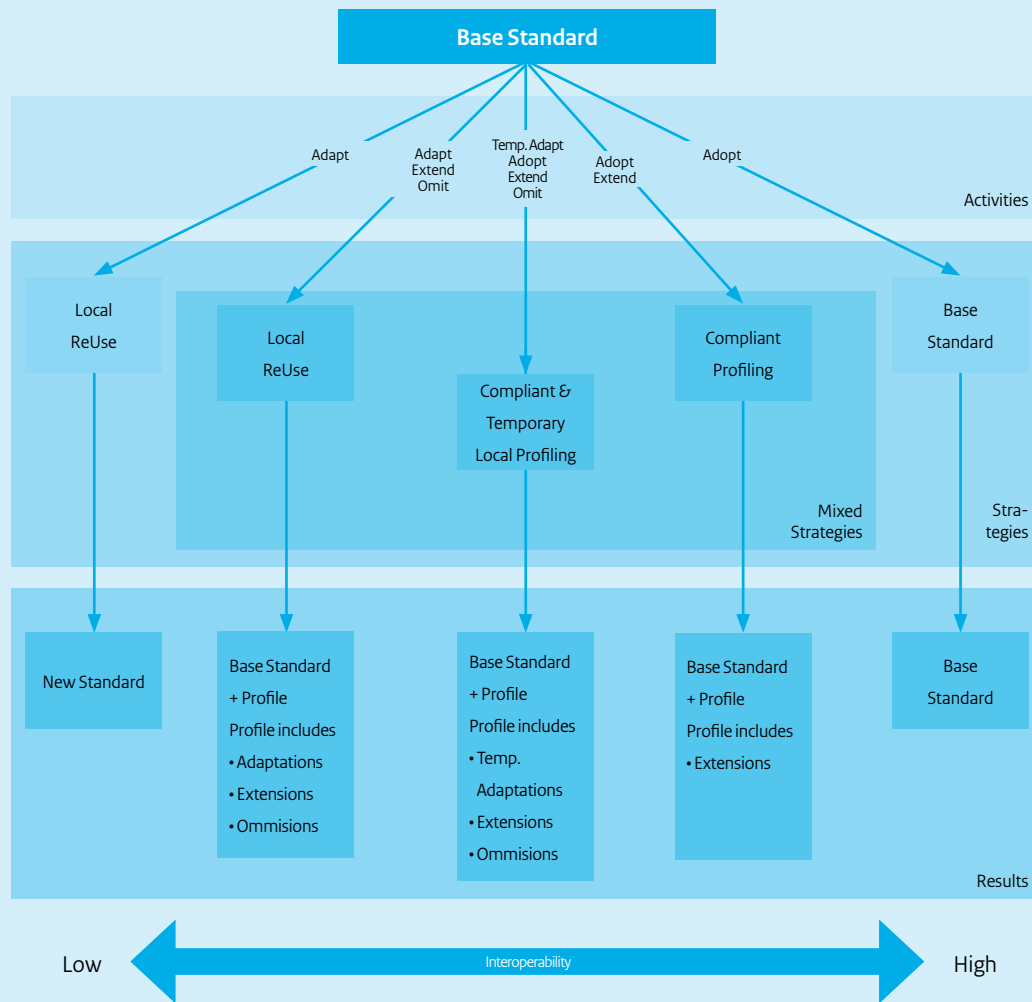 Base Standard
Adapt
Adapt
Extend
Omit
Temp. Adapt
Adopt
Extend
Omit
Adopt
Extend
Adopt
Activities
Local
ReUse
Local
ReUse
Compliant &
Temporary
Local Profiling
Compliant
Profiling
Base
Standard
Mixed
Strategies
Stra-
tegies
New Standard
Base Standard
+ Profile
Profile includes
• Adaptations
• Extensions
• Ommisions
Base Standard
+ Profile
Profile includes
• Temp.
Adaptations
• Extensions
• Ommisions
Base Standard
+ Profile
Profile includes
• Extensions
Base
Standard
Results
Low
Interoperability
High